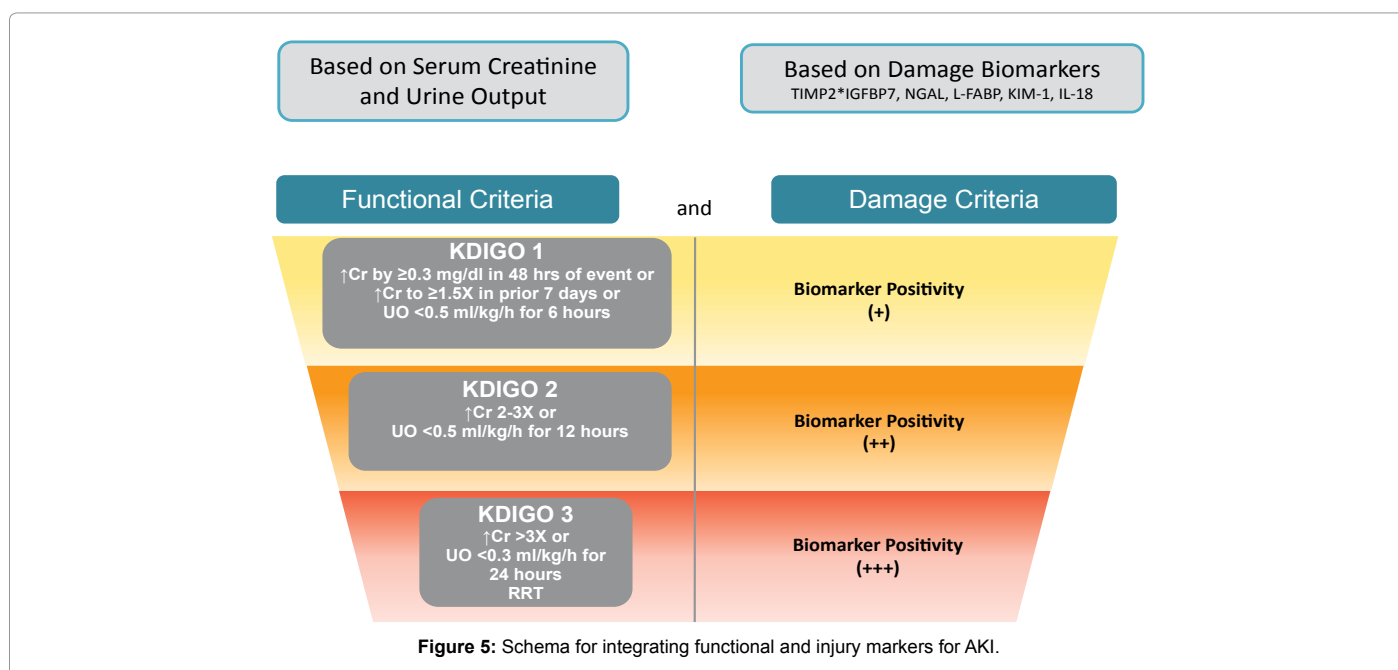 Based on Serum Creatinine
and Urine Output
Based on Damage Biomarkers
TIMP2*IGFBP7, NGAL, L-FABP, KIM-1, IL-18
Functional Criteria
and
Damage Criteria
KDIGO 1
↑Cr by ≥0.3 mg/dl in 48 hrs of event or
↑Cr to ≥1.5X in prior 7 days or
UO <0.5 ml/kg/h for 6 hours
Biomarker Positivity
(+)
KDIGO 2
↑Cr 2-3X or
UO <0.5 ml/kg/h for 12 hours
Biomarker Positivity
(++)
KDIGO 3
↑Cr >3X or
UO <0.3 ml/kg/h for
24 hours
RRT
Biomarker Positivity
(+++)
Figure 5: Schema for integrating functional and injury markers for AKI.